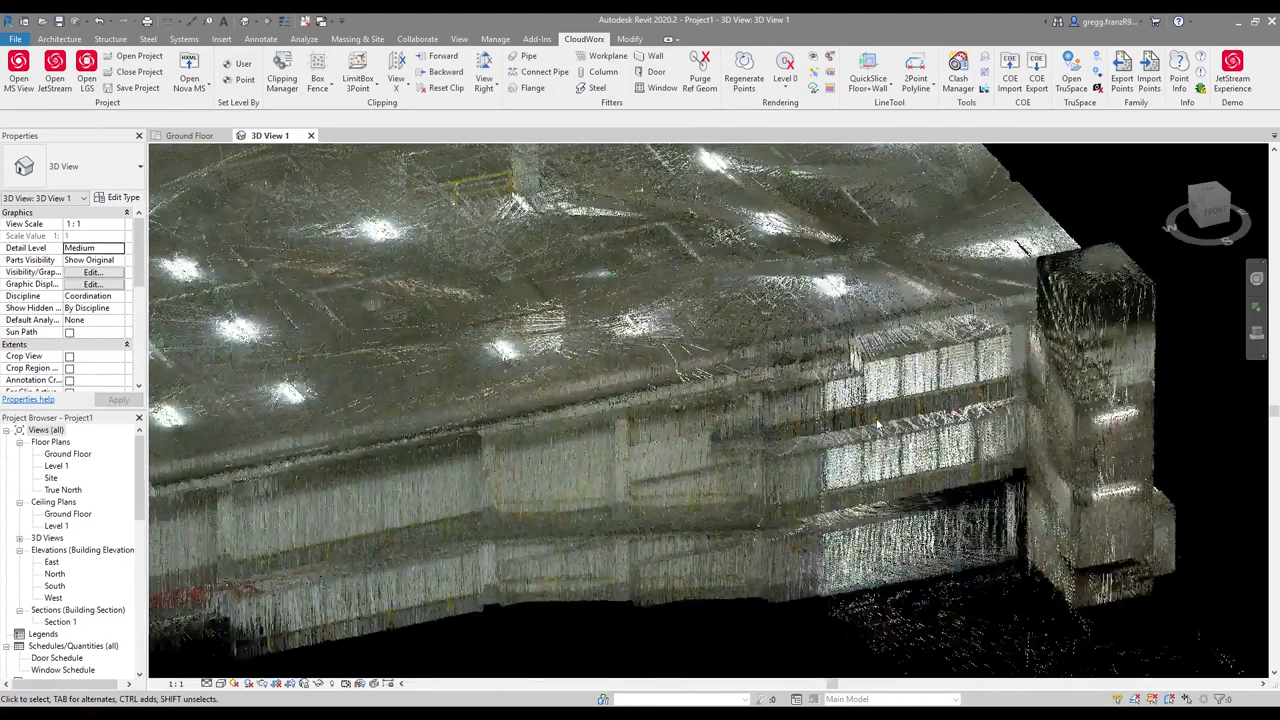 Autodesk Revit 2020.2 - Project1 - 3D View: 3D View 1
gregg.franzR9...
File Architecture Structure Steel Systems Insert Annotate Analyze Massing & Site Collaborate View Manage Add-Ins CloudWorx Modify
Open MS View
Open JetStream
Open LGS
Open Project
Close Project
Save Project
Open Nova MS
Project
User
Point
Set Level By
Clipping Manager
Box Fence
LimitBox 3Point
View X
Forward
Backward
Reset Clip
View Right
Clipping
Pipe
Connect Pipe
Flange
Workplane
Column
Steel
Wall
Door
Window
Purge Ref Geom
Fitters
Regenerate Points
Level 0
Rendering
QuickSlice Floor+Wall
2Point Polyline
LineTool
Clash Manager
Tools
COE Import
COE Export
COE
Open TruSpace
TruSpace
Export Points
Import Points
Family
Point Info
Info
JetStream Experience
Demo
Properties
Ground Floor
3D View 1
3D View
3D View: 3D View 1
Edit Type
Graphics
View Scale 1 : 1
Scale Value 1: 1
Detail Level Medium
Parts Visibility Show Original
Visibility/Grap... Edit...
Graphic Displ... Edit...
Discipline Coordination
Show Hidden ... By Discipline
Default Analy... None
Sun Path
Extents
Crop View
Crop Region ...
Annotation Cr...
Properties help
Apply
Project Browser - Project1
Views (all)
Floor Plans
Ground Floor
Level 1
Site
True North
Ceiling Plans
Ground Floor
Level 1
3D Views
Elevations (Building Elevation
East
North
South
West
Sections (Building Section)
Section 1
Legends
Schedules/Quantities (all)
Door Schedule
Window Schedule
FRONT
1 : 1
Click to select, TAB for alternates, CTRL adds, SHIFT unselects.
:0
Main Model
:0